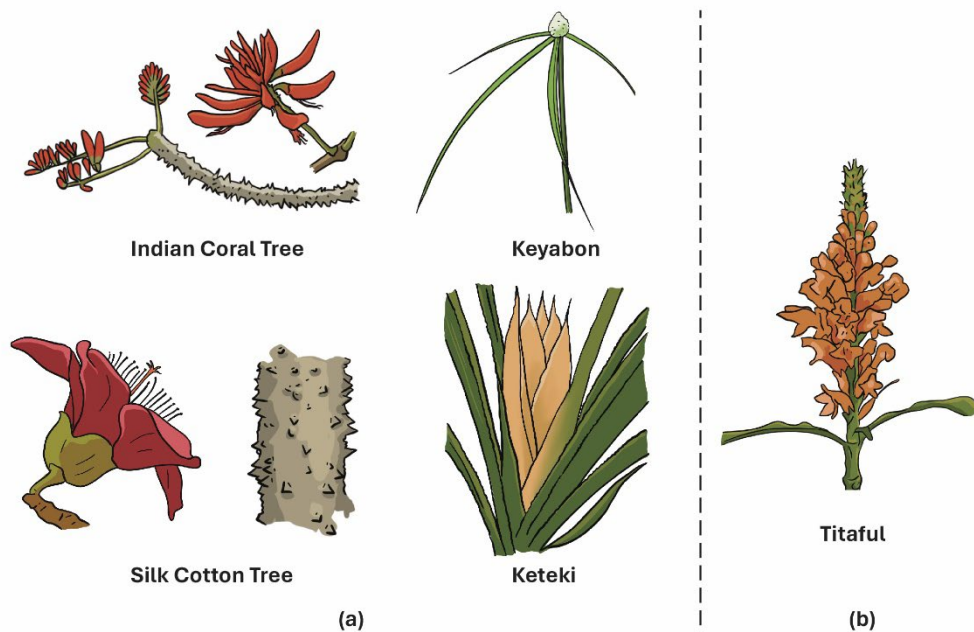 Indian Coral Tree
Keyabon
Silk Cotton Tree
Keteki
(a)
Titaful
(b)